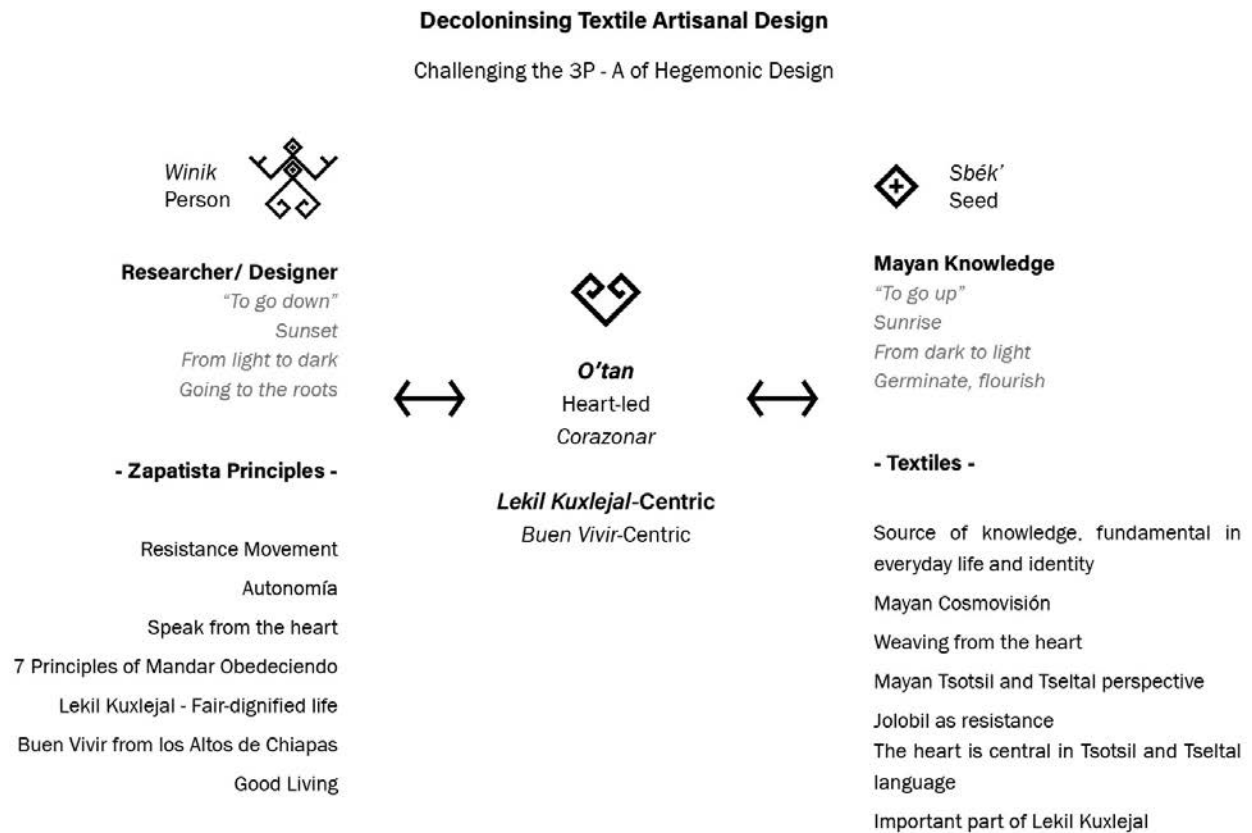 Decoloninsing Textile Artisanal Design
Challenging the 3P - A of Hegemonic Design
Winik
Person
Researcher/ Designer
“To go down”
Sunset
From light to dark
Going to the roots
- Zapatista Principles -
Resistance Movement
Autonomía
Speak from the heart
7 Principles of Mandar Obedeciendo
Lekil Kuxlejal - Fair-dignified life
Buen Vivir from los Altos de Chiapas
Good Living
O’tan
Heart-led
Corazonar
Lekil Kuxlejal-Centric
Buen Vivir-Centric
Sbék’
Seed
Mayan Knowledge
“To go up”
Sunrise
From dark to light
Germinate, flourish
- Textiles -
Source of knowledge, fundamental in
everyday life and identity
Mayan Cosmovisión
Weaving from the heart
Mayan Tsotsil and Tseltal perspective
Jolobil as resistance
The heart is central in Tsotsil and Tseltal
language
Important part of Lekil Kuxlejal